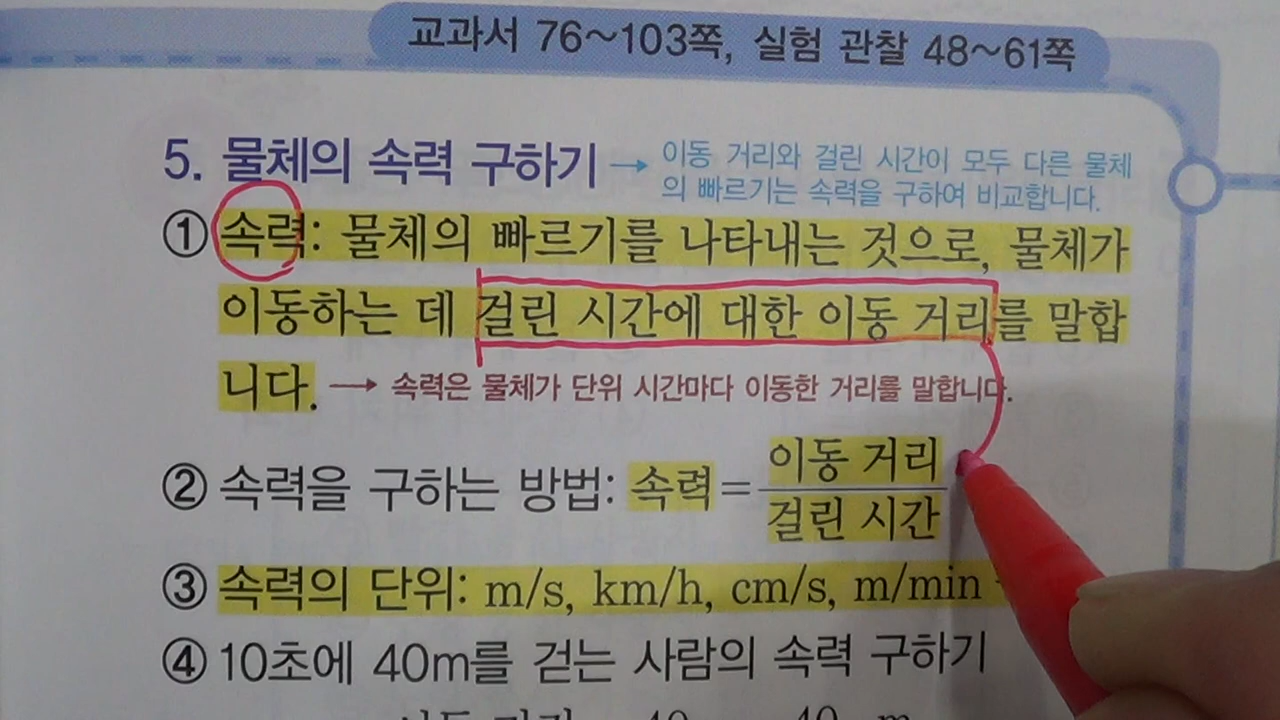 교과서 76~103쪽, 실험 관찰 48~61쪽
5. 물체의 속력 구하기 → 이동 거리와 걸린 시간이 모두 다른 물체
의 빠르기는 속력을 구하여 비교합니다.
① 속력: 물체의 빠르기를 나타내는 것으로, 물체가
이동하는 데 걸린 시간에 대한 이동 거리를 말합
니다. → 속력은 물체가 단위 시간마다 이동한 거리를 말합니다.
② 속력을 구하는 방법: 속력 = 이동 거리
걸린 시간
③ 속력의 단위: m/s, km/h, cm/s, m/min
④ 10초에 40m를 걷는 사람의 속력 구하기